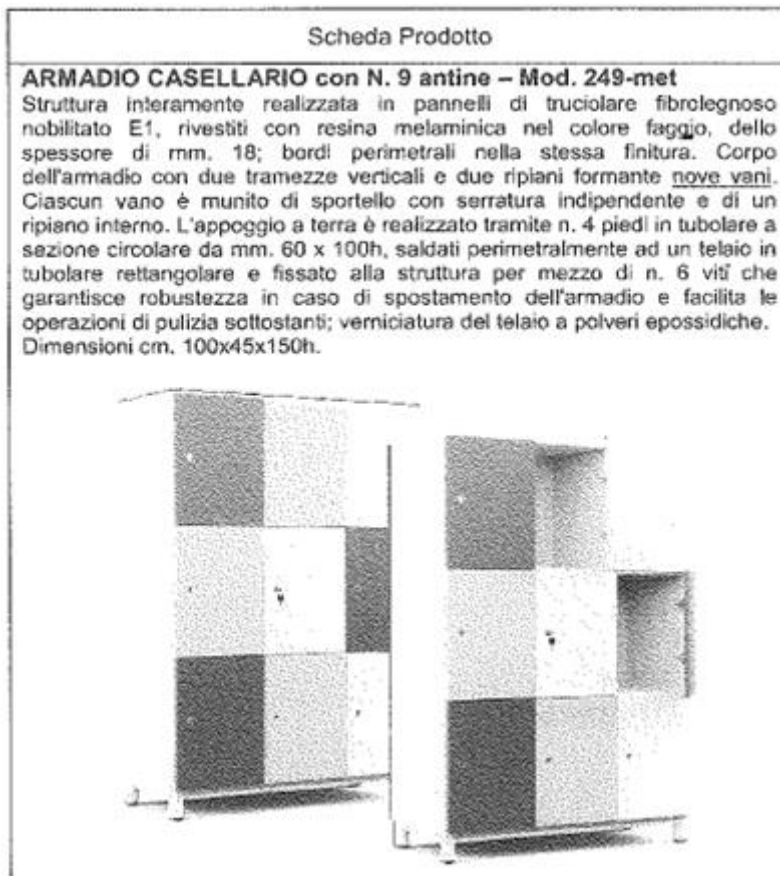 Scheda Prodotto
ARMADIO CASELLARIO con N. 9 antine – Mod. 249-met
Struttura interamente realizzata in pannelli di truciolare fibrolegnoso
nobilitato E1, rivestiti con resina melaminica nel colore faggio, dello
spessore di mm. 18; bordi perimetrali nella stessa finitura. Corpo
dell'armadio con due tramezze verticali e due ripiani formante nove vani.
Ciascun vano è munito di sportello con serratura indipendente e di un
ripiano interno. L'appoggio a terra è realizzato tramite n. 4 piedi in tubolare a
sezione circolare da mm. 60 x 100h, saldati perimetralmente ad un telaio in
tubolare rettangolare e fissato alla struttura per mezzo di n. 6 viti che
garantisce robustezza in caso di spostamento dell'armadio e facilita le
operazioni di pulizia sottostanti; verniciatura del telaio a polveri epossidiche.
Dimensioni cm. 100x45x150h.